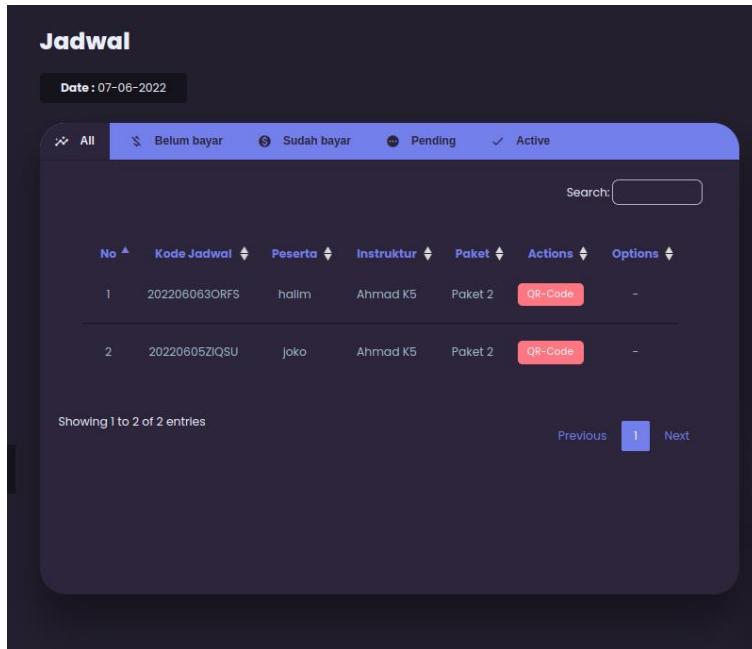 Jadwal
Date : 07-06-2022
All Belum bayar Sudah bayar Pending Active
Search:
No Kode Jadwal Peserta Instruktur Paket Actions Options
1 202206063ORFS halim Ahmad K5 Paket 2 QR-Code -
2 20220605ZIQSU joko Ahmad K5 Paket 2 QR-Code -
Showing 1 to 2 of 2 entries
Previous 1 Next